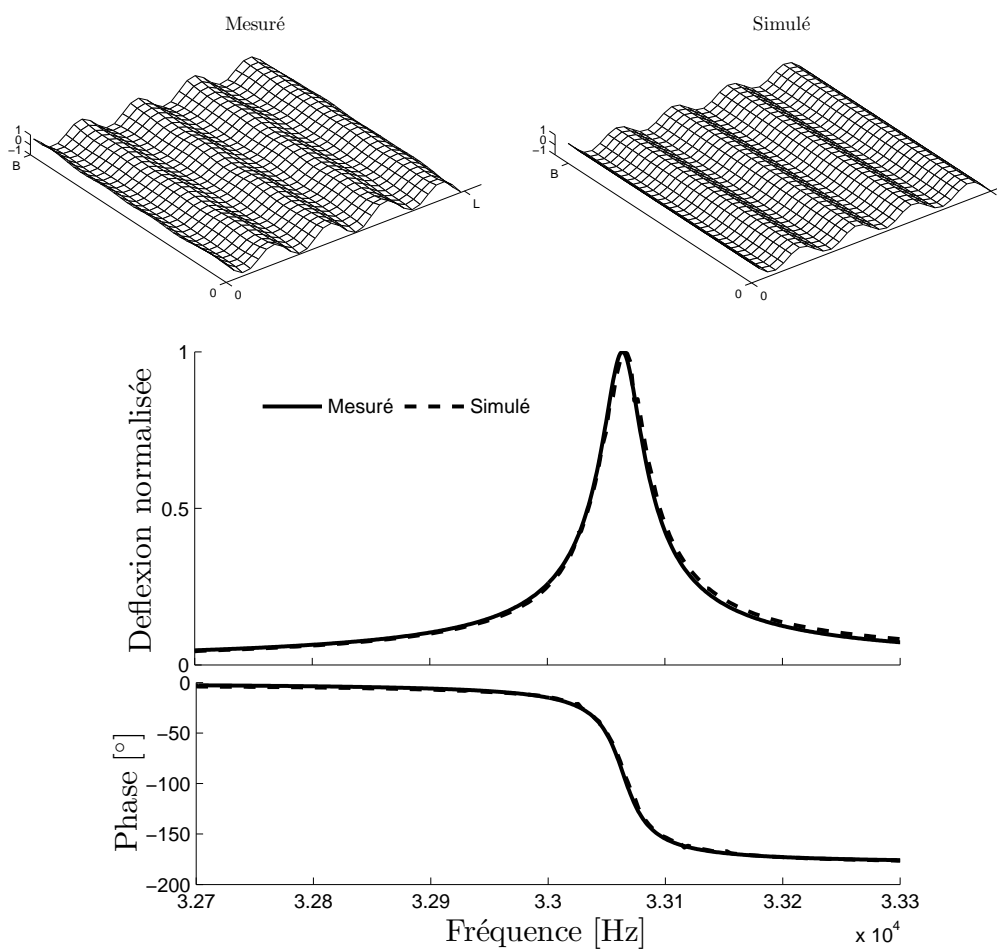 Mesuré
Simulé
1
0
−1
B
L
0
0
1
0
−1
B
0
0
1
0.5
0
Deflexion normalisée
Mesuré
Simulé
0
−50
−100
−150
−200
Phase [°]
3.27
3.28
3.29
3.3
3.31
3.32
3.33
Fréquence [Hz]
x 10⁴